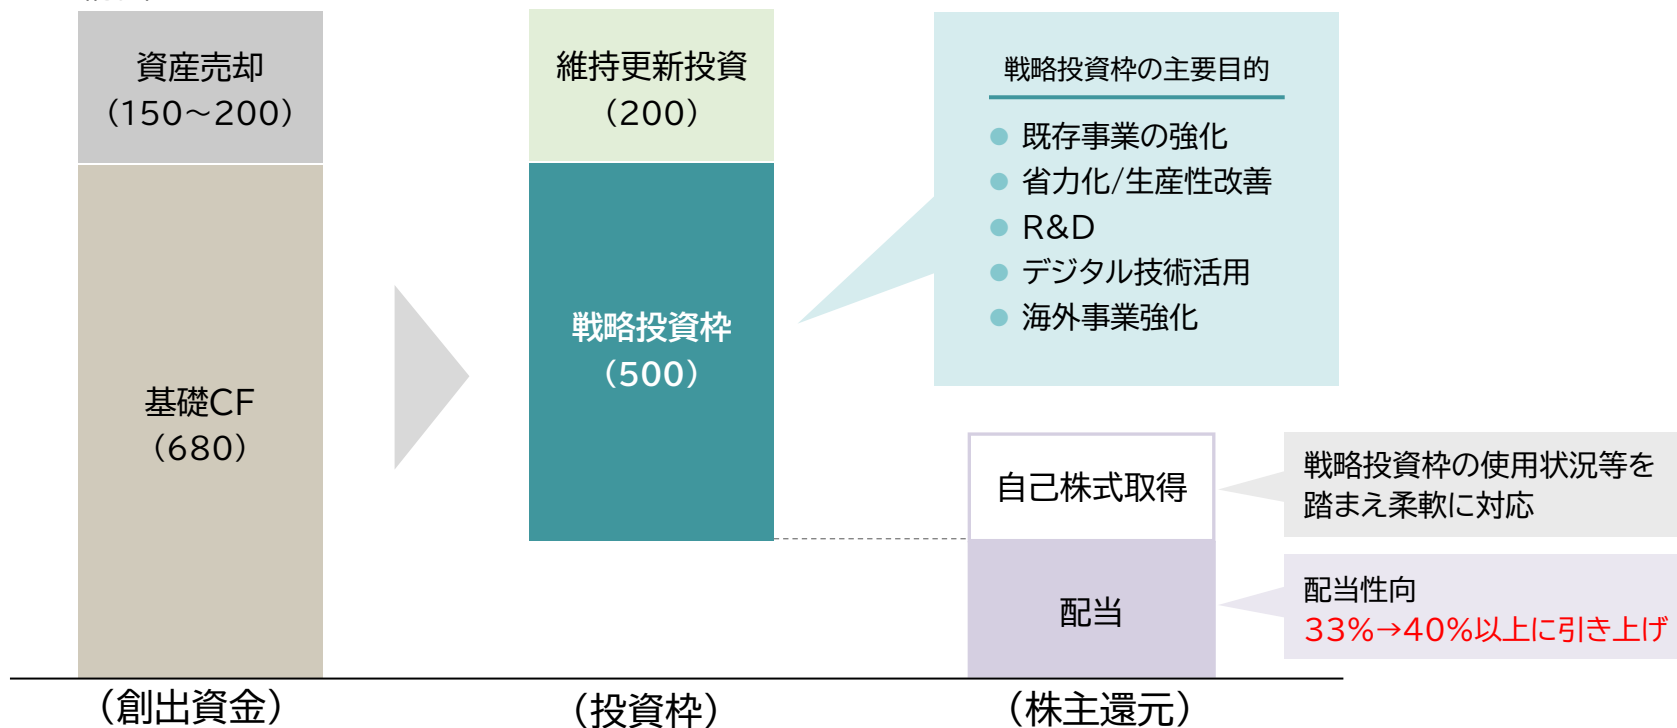 資産売却
(150～200)
基礎CF
(680)
(創出資金)
維持更新投資
(200)
戦略投資枠
(500)
(投資枠)
戦略投資枠の主要目的
● 既存事業の強化
● 省力化/生産性改善
● R&D
● デジタル技術活用
● 海外事業強化
自己株式取得
配当
(株主還元)
戦略投資枠の使用状況等を
踏まえ柔軟に対応
配当性向
33%→40%以上に引き上げ